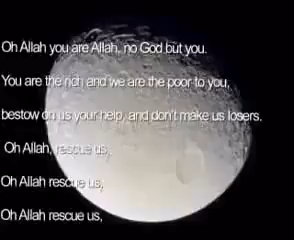 Oh Allah you are Allah, no God but you.
You are the rich and we are the poor to you,
bestow on us your help, and don't make us losers.
Oh Allah, rescue us,
Oh Allah rescue us,
Oh Allah rescue us,